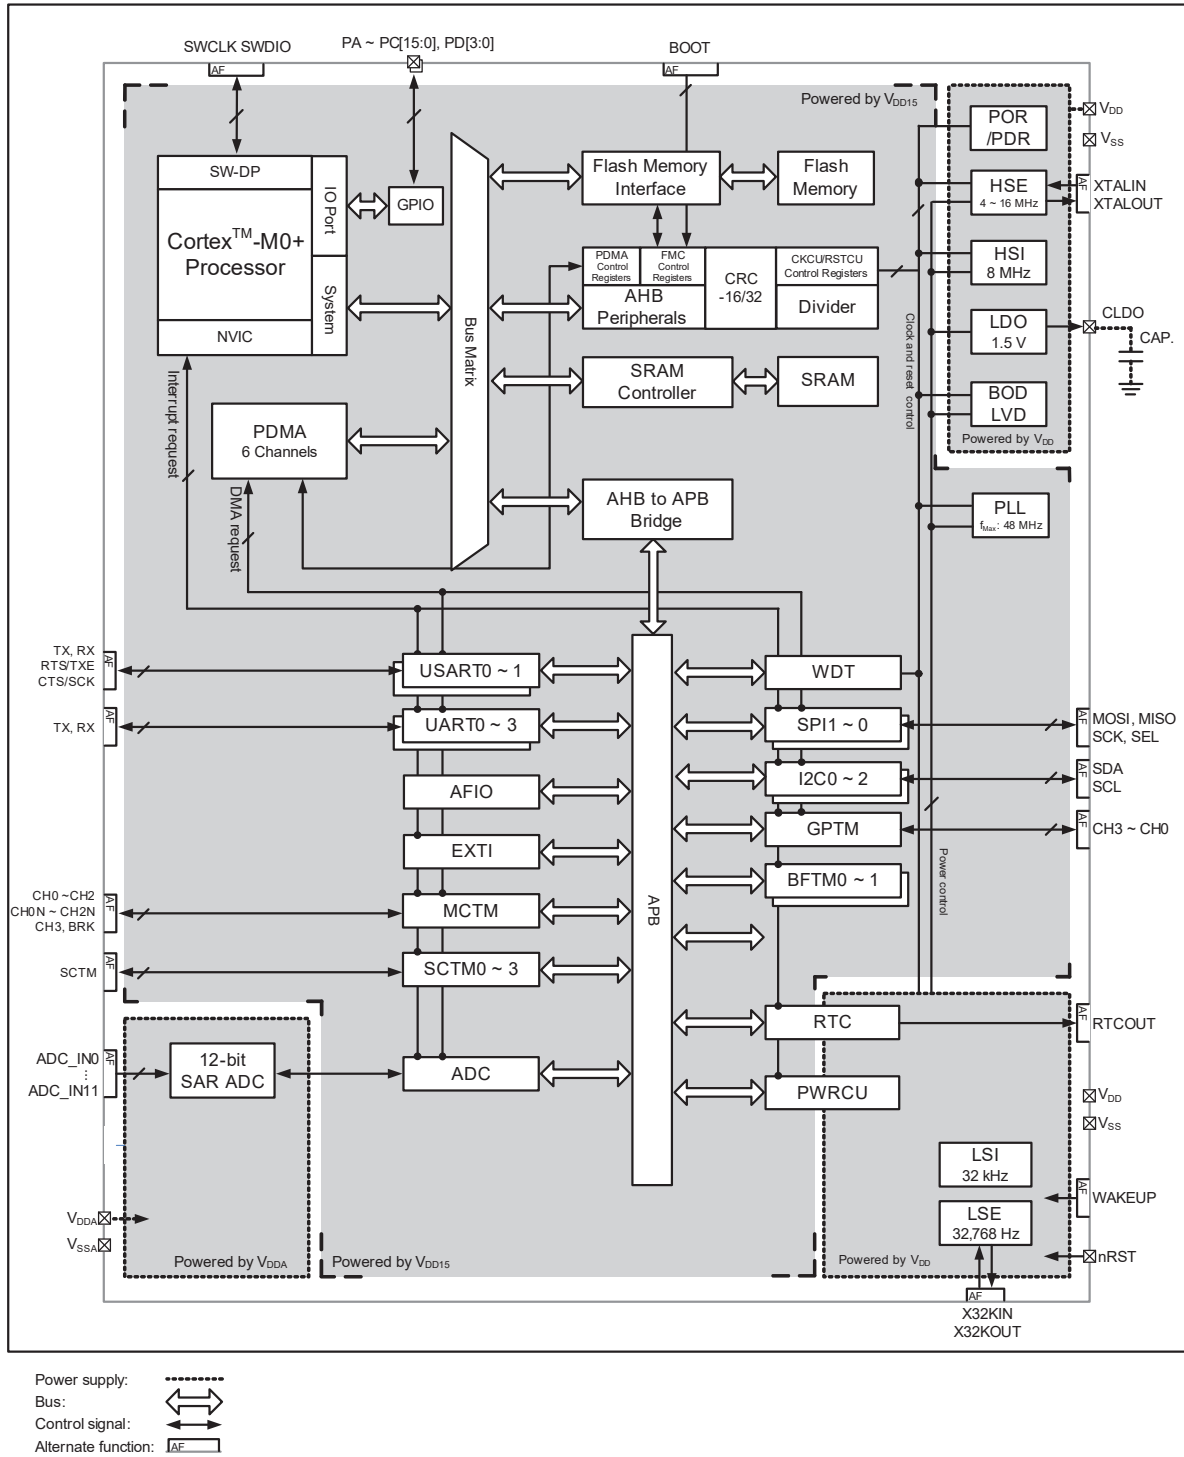 SWCLK SWDIO
PA ~ PC[15:0], PD[3:0]
BOOT
AF
AF
Powered by VDD15
POR
/PDR
VDD
VSS
SW-DP
IO Port
GPIO
Cortex™-M0+
Processor
System
NVIC
Bus Matrix
Flash Memory
Interface
Flash
Memory
HSE
4 ~ 16 MHz
AF
XTALIN
XTALOUT
PDMA
Control
Registers
FMC
Control
Registers
CRC
-16/32
CKCU/RSTCU
Control Registers
AHB
Peripherals
Divider
HSI
8 MHz
LDO
1.5 V
CLDO
CAP.
Clock and reset control
SRAM
Controller
SRAM
BOD
LVD
Powered by VDD
Interrupt request
PDMA
6 Channels
DMA request
AHB to APB
Bridge
PLL
fMax: 48 MHz
TX, RX
RTS/TXE
CTS/SCK
AF
USART0 ~ 1
WDT
TX, RX
AF
UART0 ~ 3
SPI1 ~ 0
AF
MOSI, MISO
SCK, SEL
AFIO
I2C0 ~ 2
AF
SDA
SCL
EXTI
GPTM
AF
CH3 ~ CH0
BFTM0 ~ 1
Power control
APB
CH0 ~CH2
CH0N ~ CH2N
CH3, BRK
AF
MCTM
SCTM
AF
SCTM0 ~ 3
RTC
AF
RTCOUT
ADC_IN0
...
ADC_IN11
AF
12-bit
SAR ADC
ADC
PWRCU
VDD
VSS
LSI
32 kHz
AF
WAKEUP
LSE
32,768 Hz
VDDA
VSSA
Powered by VDDA
Powered by VDD15
Powered by VDD
nRST
AF
X32KIN
X32KOUT
Power supply:
Bus:
Control signal:
Alternate function:
AF